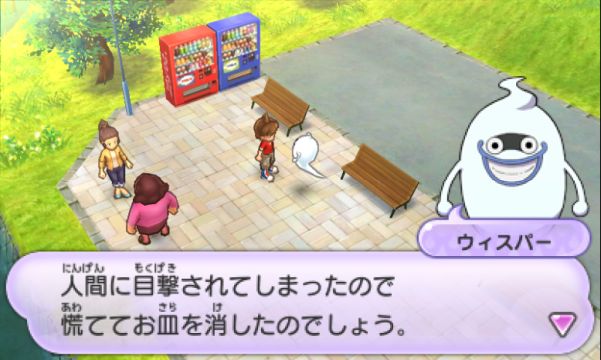 ウィスパー
人間に目撃されてしまったので
慌ててお皿を消したのでしょう。